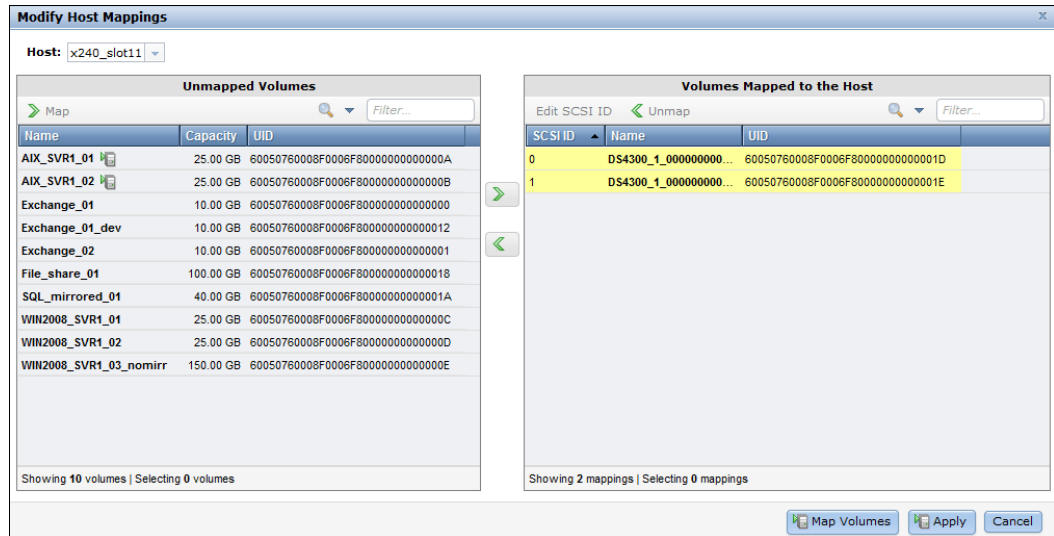 Modify Host Mappings x
Host: x240_slot11
Unmapped Volumes
Map Filter...
Name Capacity UID
AIX_SVR1_01 25.00 GB 60050760008F0006F80000000000000A
AIX_SVR1_02 25.00 GB 60050760008F0006F80000000000000B
Exchange_01 10.00 GB 60050760008F0006F800000000000000
Exchange_01_dev 10.00 GB 60050760008F0006F800000000000012
Exchange_02 10.00 GB 60050760008F0006F800000000000001
File_share_01 100.00 GB 60050760008F0006F800000000000018
SQL_mirrored_01 40.00 GB 60050760008F0006F80000000000001A
WIN2008_SVR1_01 25.00 GB 60050760008F0006F80000000000000C
WIN2008_SVR1_02 25.00 GB 60050760008F0006F80000000000000D
WIN2008_SVR1_03_nomirr 150.00 GB 60050760008F0006F80000000000000E
Showing 10 volumes | Selecting 0 volumes
Volumes Mapped to the Host
Edit SCSI ID Unmap Filter...
SCSI ID Name UID
0 DS4300_1_000000000... 60050760008F0006F80000000000001D
1 DS4300_1_000000000... 60050760008F0006F80000000000001E
Showing 2 mappings | Selecting 0 mappings
Map Volumes Apply Cancel